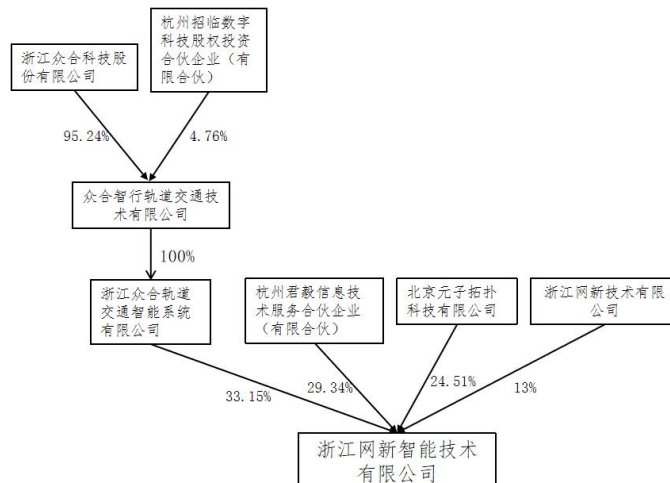 浙江众合科技股
份有限公司
杭州招临数字
科技股权投资
合伙企业（有
限合伙）
95.24%
4.76%
众合智行轨道交通技
术有限公司
100%
浙江众合轨道
交通智能系统
有限公司
杭州君毅信息技
术服务合伙企业
（有限合伙）
北京元子拓扑
科技有限公司
浙江网新技术有限
公司
33.15%
29.34%
24.51%
13%
浙江网新智能技术
有限公司